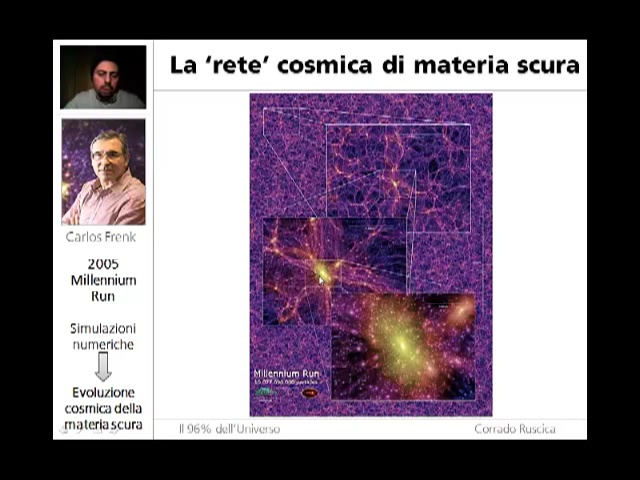 La ‘rete’ cosmica di materia scura
Carlos Frenk
2005
Millennium
Run
Simulazioni
numeriche
Evoluzione
cosmica della
materia scura
Millennium Run
Il 96% dell'Universo
Corrado Ruscica